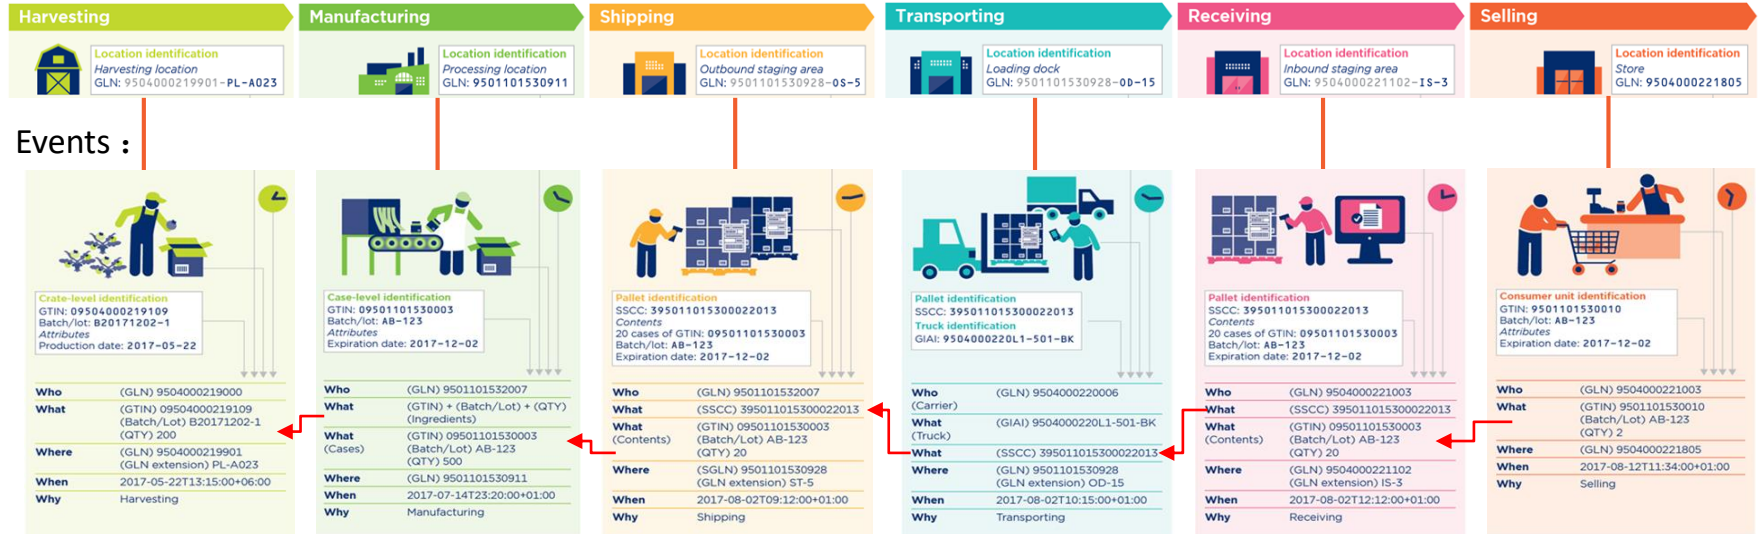 Harvesting
Location identification
Harvesting location
GLN: 9504000219901-PL-A023
Manufacturing
Location identification
Processing location
GLN: 9501101530911
Shipping
Location identification
Outbound staging area
GLN: 9501101530928-OS-5
Transporting
Location identification
Loading dock
GLN: 9501101530928-OD-15
Receiving
Location identification
Inbound staging area
GLN: 9504000221102-IS-3
Selling
Location identification
Store
GLN: 9504000221805
Events：
Crate-level identification
GTIN: 09504000219109
Batch/lot: B20171202-1
Attributes
Production date: 2017-05-22
Who (GLN) 9504000219000
What (GTIN) 09504000219109
(Batch/Lot) B20171202-1
(QTY) 200
Where (GLN) 9504000219901
(GLN extension) PL-A023
When 2017-05-22T13:15:00+06:00
Why Harvesting
Case-level identification
GTIN: 09501101530003
Batch/lot: AB-123
Attributes
Expiration date: 2017-12-02
Who (GLN) 9501101532007
What (GTIN) + (Batch/Lot) + (QTY)
(Ingredients)
What (GTIN) 09501101530003
(Cases) (Batch/Lot) AB-123
(QTY) 500
Where (GLN) 9501101530911
When 2017-07-14T23:20:00+01:00
Why Manufacturing
Pallet identification
SSCC: 395011015300022013
Contents
20 cases of GTIN: 09501101530003
Batch/lot: AB-123
Expiration date: 2017-12-02
Who (GLN) 9501101532007
What (SSCC) 395011015300022013
What (GTIN) 09501101530003
(Contents) (Batch/Lot) AB-123
(QTY) 20
Where (SGLN) 9501101530928
(GLN extension) ST-5
When 2017-08-02T09:12:00+01:00
Why Shipping
Pallet identification
SSCC: 395011015300022013
Truck identification
GIAI: 9504000220L1-501-BK
Who (GLN) 9504000220006
(Carrier)
What (GIAI) 9504000220L1-501-BK
(Truck)
What (SSCC) 395011015300022013
Where (GLN) 9501101530928
(GLN extension) OD-15
When 2017-08-02T10:15:00+01:00
Why Transporting
Pallet identification
SSCC: 395011015300022013
Contents
20 cases of GTIN: 09501101530003
Batch/lot: AB-123
Expiration date: 2017-12-02
Who (GLN) 9504000221003
What (SSCC) 395011015300022013
What (GTIN) 09501101530003
(Contents) (Batch/Lot) AB-123
(QTY) 20
Where (GLN) 9504000221102
(GLN extension) IS-3
When 2017-08-02T12:12:00+01:00
Why Receiving
Consumer unit identification
GTIN: 9501101530010
Batch/lot: AB-123
Attributes
Expiration date: 2017-12-02
Who (GLN) 9504000221003
What (GTIN) 9501101530010
(Batch/Lot) AB-123
(QTY) 2
Where (GLN) 9504000221805
When 2017-08-12T11:34:00+01:00
Why Selling